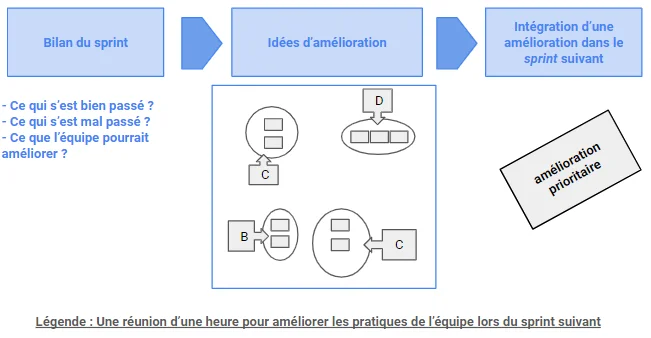 Bilan du sprint
Idées d'amélioration
Intégration d'une
amélioration dans le
sprint suivant
- Ce qui s'est bien passé ?
- Ce qui s'est mal passé ?
- Ce que l'équipe pourrait
améliorer ?
D
C
B
C
amélioration
prioritaire
Légende : Une réunion d'une heure pour améliorer les pratiques de l'équipe lors du sprint suivant